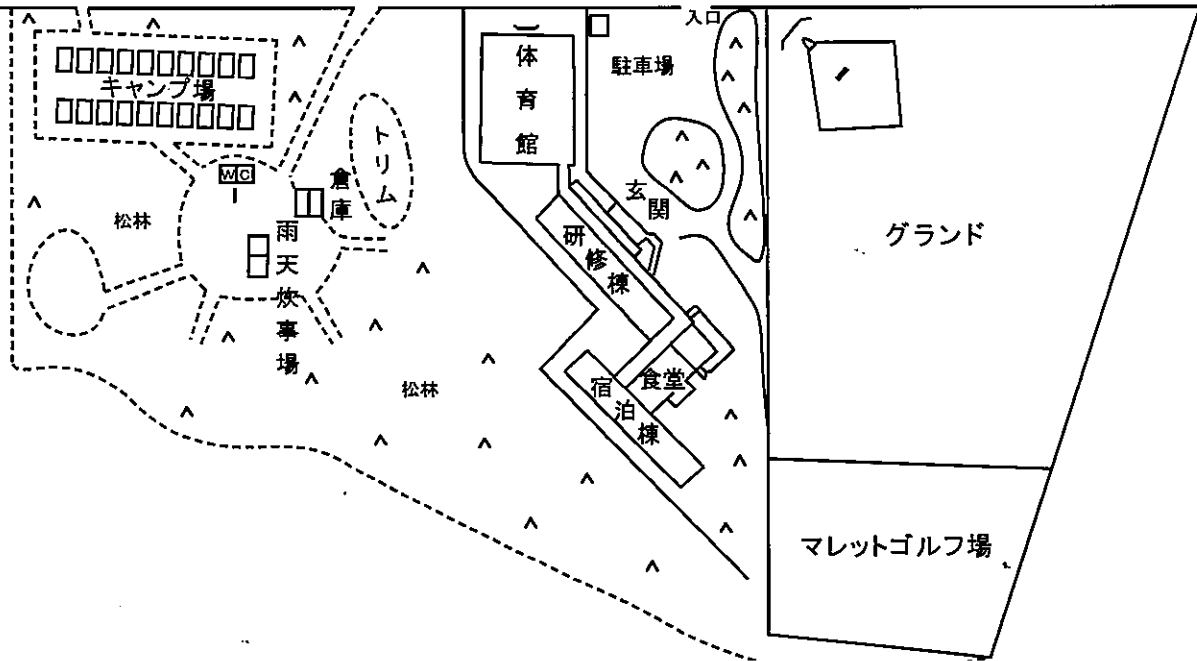 入口
体育館
駐車場
キャンプ場
トリム
WC
倉庫
玄関
松林
雨天炊事場
研修棟
グランド
食堂
宿泊棟
松林
マレットゴルフ場